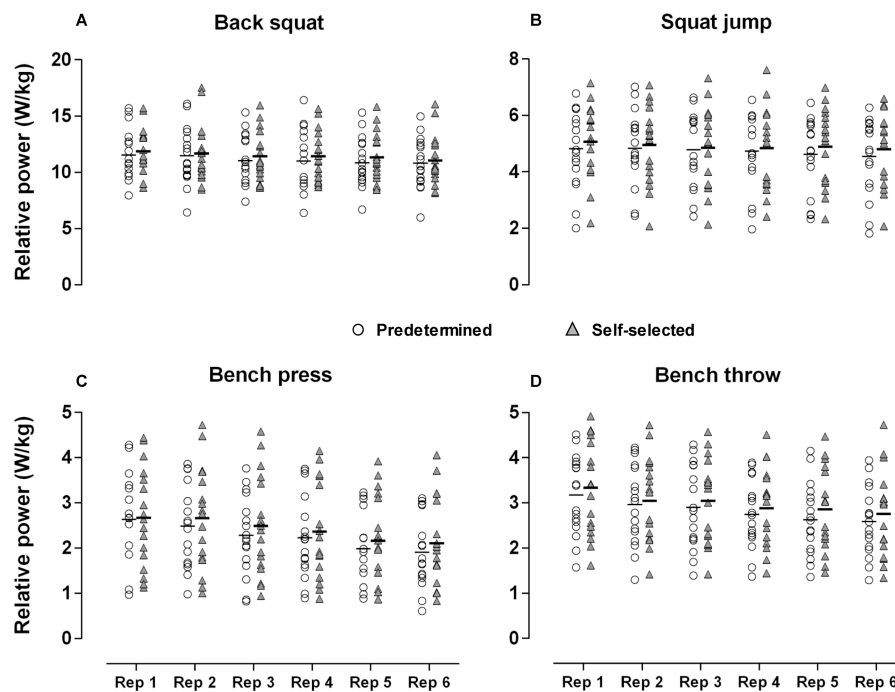 A
Back squat
B
Squat jump
Relative power (W/kg)
20
15
10
5
0
8
6
4
2
0
Predetermined
Self-selected
C
Bench press
D
Bench throw
Relative power (W/kg)
5
4
3
2
1
0
5
4
3
2
1
0
Rep 1 Rep 2 Rep 3 Rep 4 Rep 5 Rep 6
Rep 1 Rep 2 Rep 3 Rep 4 Rep 5 Rep 6